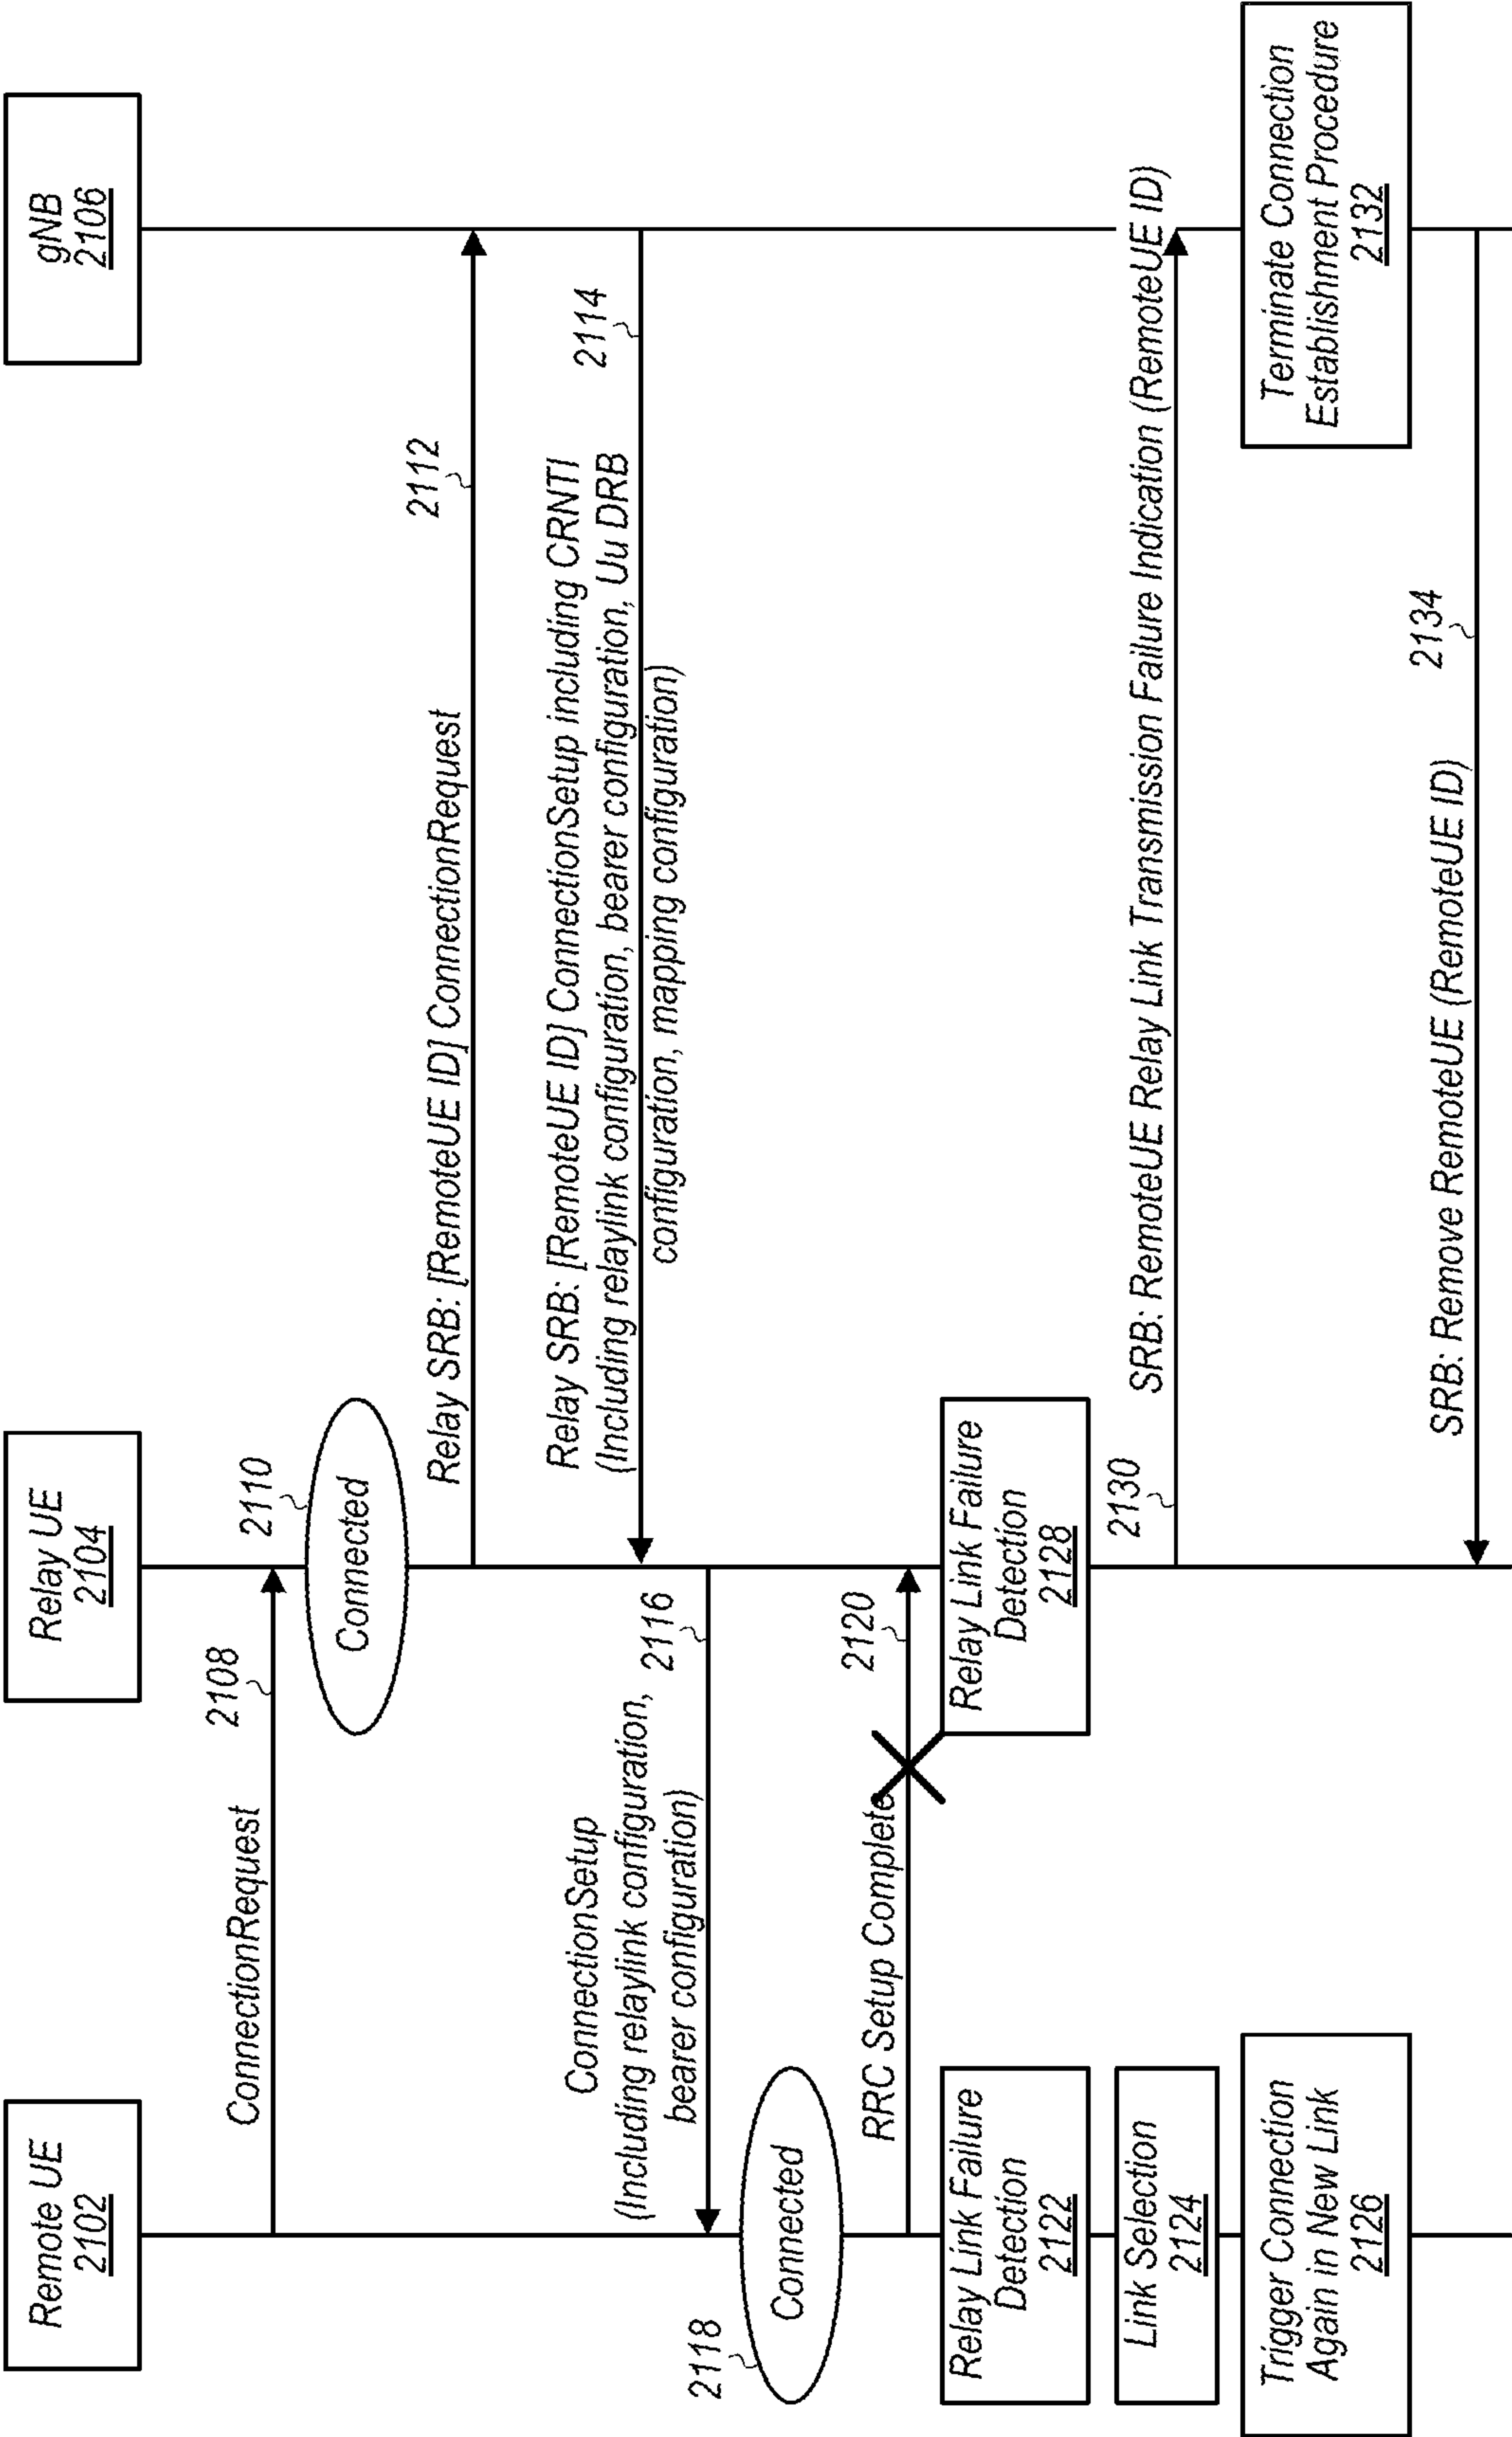 Remote UE
2102
Relay UE
2104
gNB
2106
ConnectionRequest
2108
2110
Connected
2112
Relay SRB: [RemoteUE ID] ConnectionRequest
2114
Relay SRB: [RemoteUE ID] ConnectionSetup including CRNTI
(Including relaylink configuration, bearer configuration, Uu DRB
configuration, mapping configuration)
ConnectionSetup
(Including relaylink configuration,
bearer configuration)
2116
2118
Connected
RRC Setup Complete
2120
Relay Link Failure
Detection
2122
Link Selection
2124
Trigger Connection
Again in New Link
2126
Relay Link Failure
Detection
2128
2130
SRB: RemoteUE Relay Link Transmission Failure Indication (RemoteUE ID)
Terminate Connection
Establishment Procedure
2132
2134
SRB: Remove RemoteUE (RemoteUE ID)